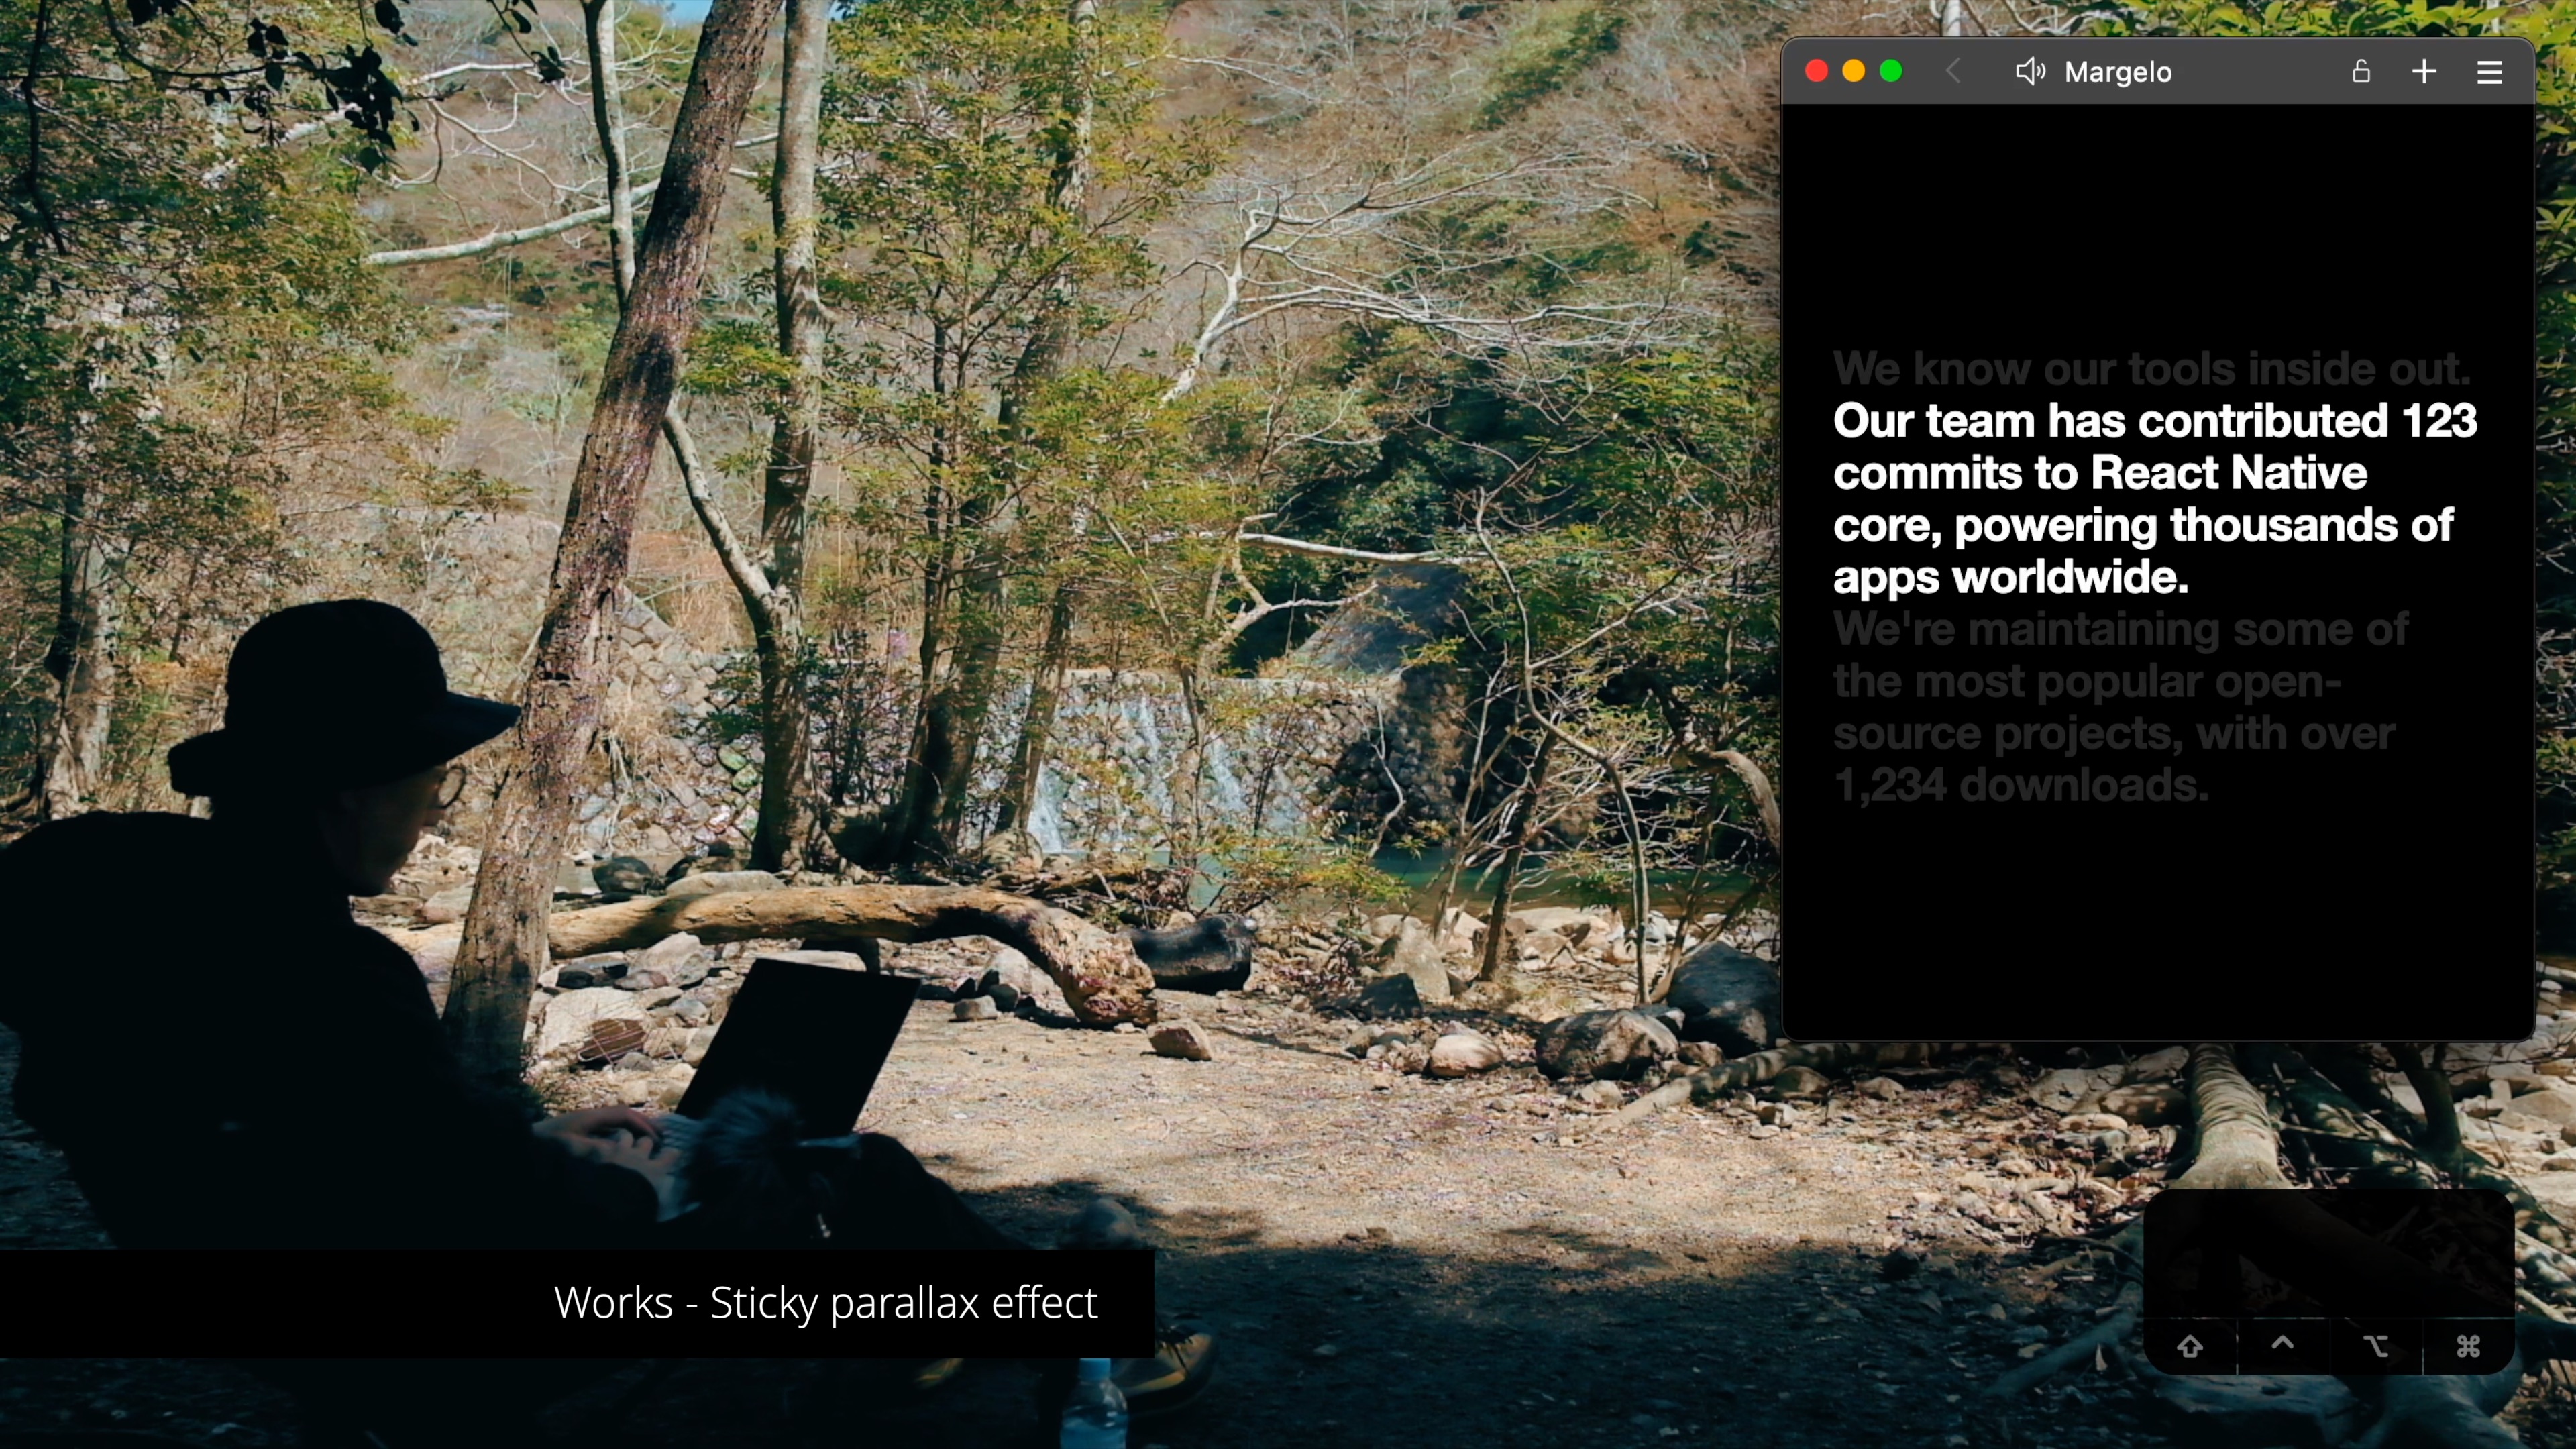 Margelo
We know our tools inside out.
Our team has contributed 123
commits to React Native
core, powering thousands of
apps worldwide.
We're maintaining some of
the most popular open-
source projects, with over
1,234 downloads.
Works - Sticky parallax effect